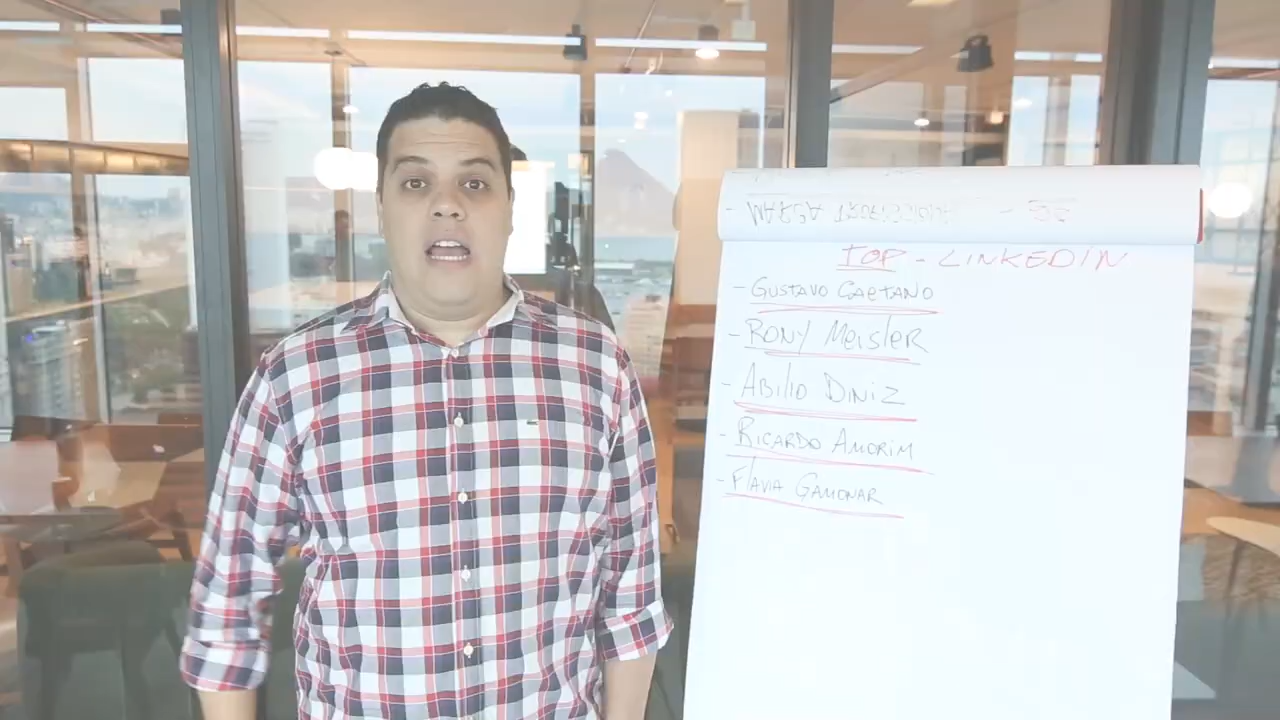 TOP - LINKEDIN
- GUSTAVO CAETANO
- RONY MEISLER
- ABILIO DINIZ
- RICARDO AMORIM
- FLAVIA GAMONAR